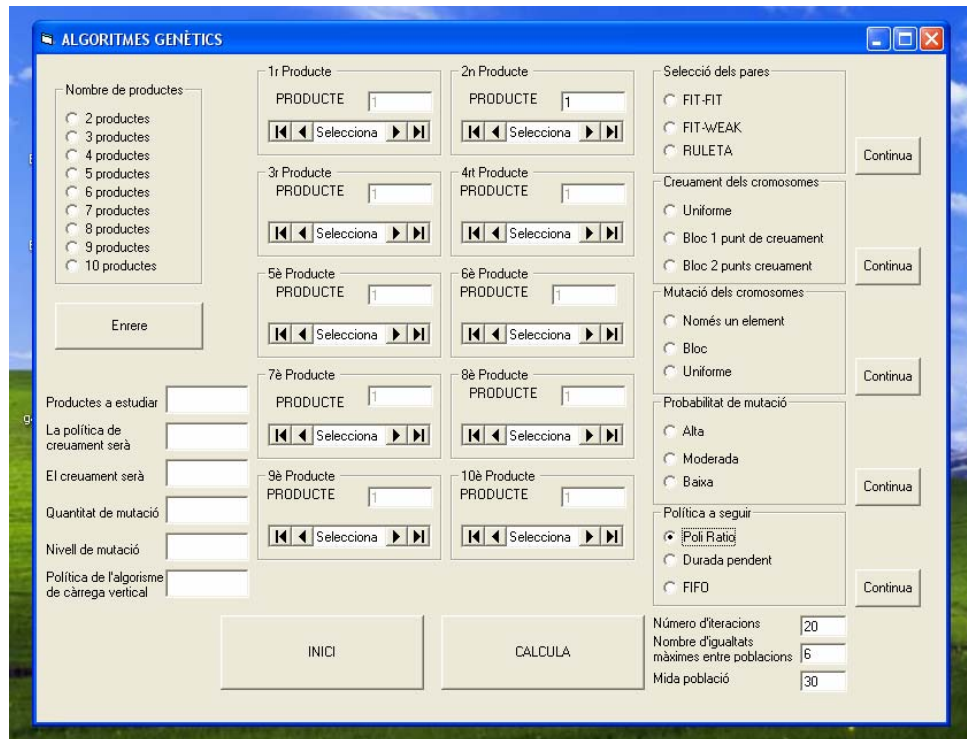 ALGORITMES GENÈTICS
Nombre de productes
2 productes
3 productes
4 productes
5 productes
6 productes
7 productes
8 productes
9 productes
10 productes
Enrere
Productes a estudiar
La política de
creuament serà
El creuament serà
Quantitat de mutació
Nivell de mutació
Política de l'algorisme
de càrrega vertical
1r Producte
PRODUCTE 1
Selecciona
2n Producte
PRODUCTE 1
Selecciona
3r Producte
PRODUCTE 1
Selecciona
4rt Producte
PRODUCTE 1
Selecciona
5è Producte
PRODUCTE 1
Selecciona
6è Producte
PRODUCTE 1
Selecciona
7è Producte
PRODUCTE 1
Selecciona
8è Producte
PRODUCTE 1
Selecciona
9è Producte
PRODUCTE 1
Selecciona
10è Producte
PRODUCTE 1
Selecciona
INICI
CALCULA
Selecció dels pares
FIT-FIT
FIT-WEAK
RULETA
Continua
Creuament dels cromosomes
Uniforme
Bloc 1 punt de creuament
Bloc 2 punts creuament
Continua
Mutació dels cromosomes
Només un element
Bloc
Uniforme
Continua
Probabilitat de mutació
Alta
Moderada
Baixa
Continua
Política a seguir
Poli Ratio
Durada pendent
FIFO
Continua
Número d'iteracions 20
Nombre d'igualtats
màximes entre poblacions 6
Mida població 30